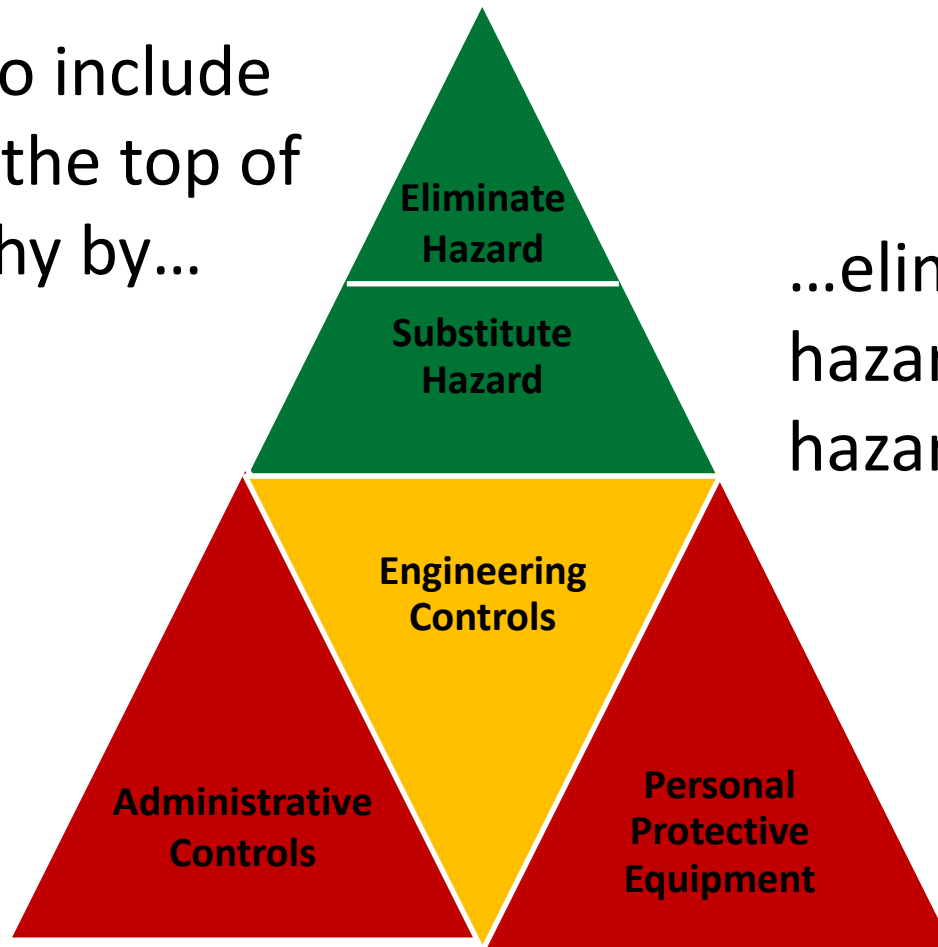 o include
the top of
hy by…
Eliminate
Hazard
…elin
hazar
hazar
Substitute
Hazard
Engineering
Controls
Administrative
Controls
Personal
Protective
Equipment